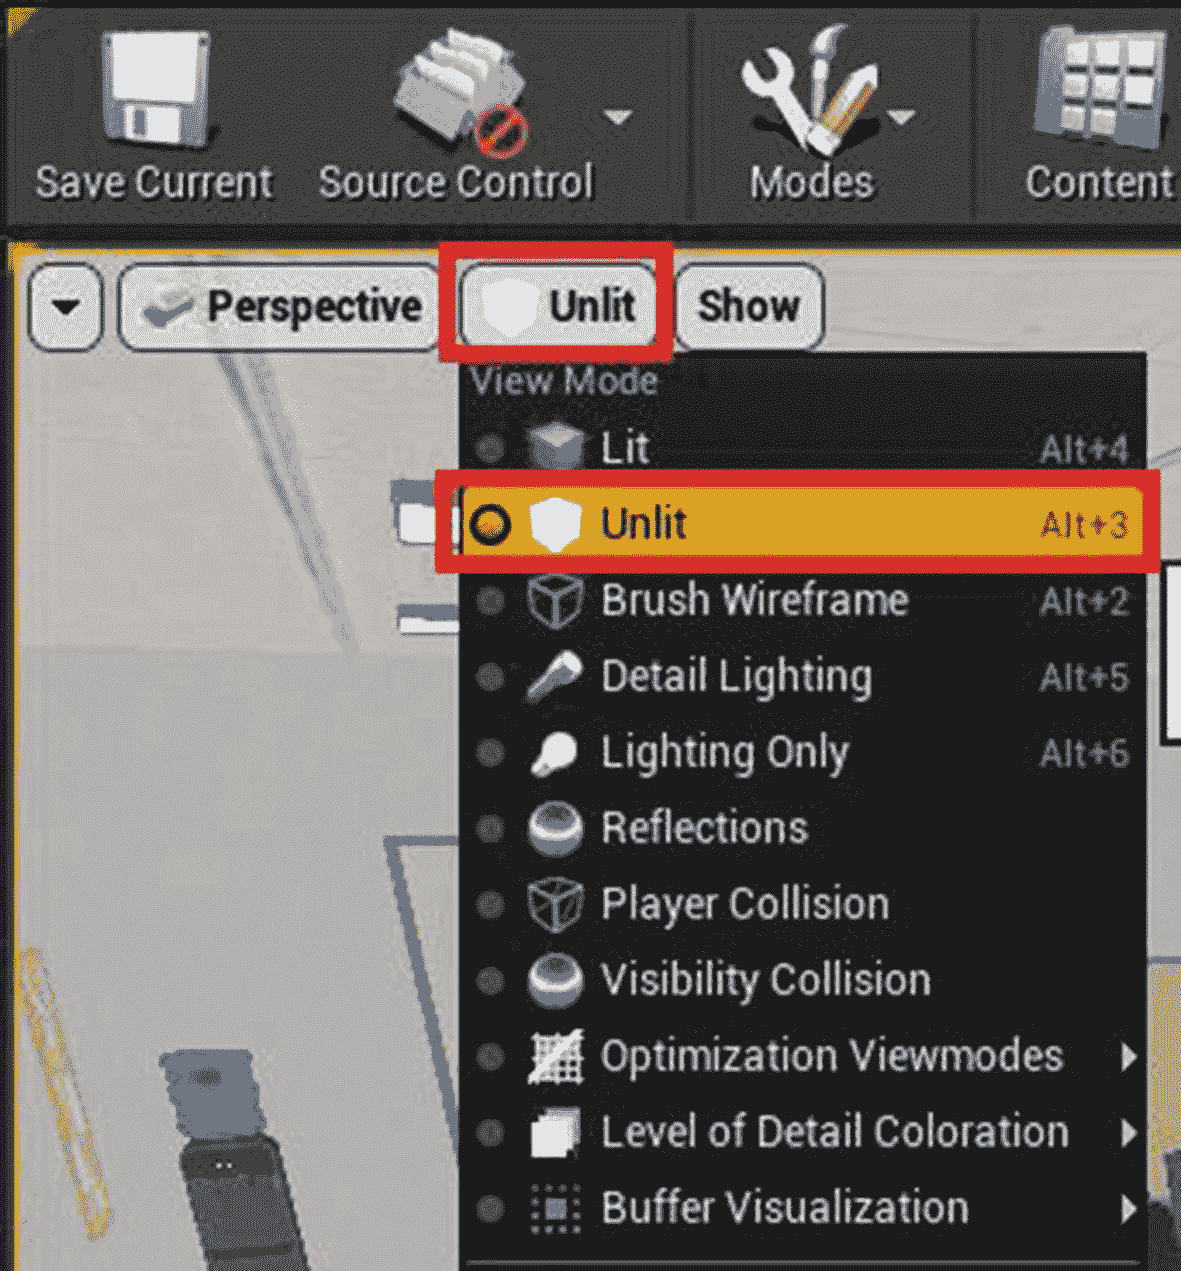 Save Current
Source Control
Modes
Content
Perspective
Unlit
Show
View Mode
Lit Alt+4
Unlit Alt+3
Brush Wireframe Alt+2
Detail Lighting Alt+5
Lighting Only Alt+6
Reflections
Player Collision
Visibility Collision
Optimization Viewmodes
Level of Detail Coloration
Buffer Visualization